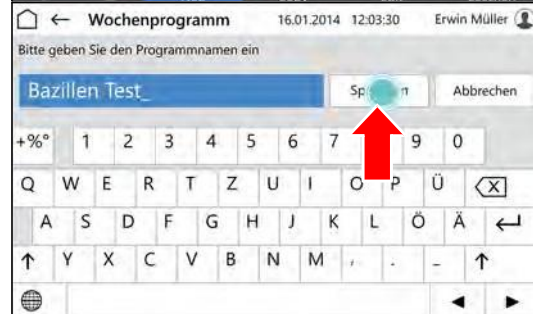 Wochenprogramm 16.01.2014 12:03:30 Erwin Müller
Bitte geben Sie den Programmnamen ein
Bazillen Test_
Abbrechen
+%° 1 2 3 4 5 6 7 9 0
Q W E R T Z U I O P Ü
A S D F G H J K L Ö Ä
Y X C V B N M , . -